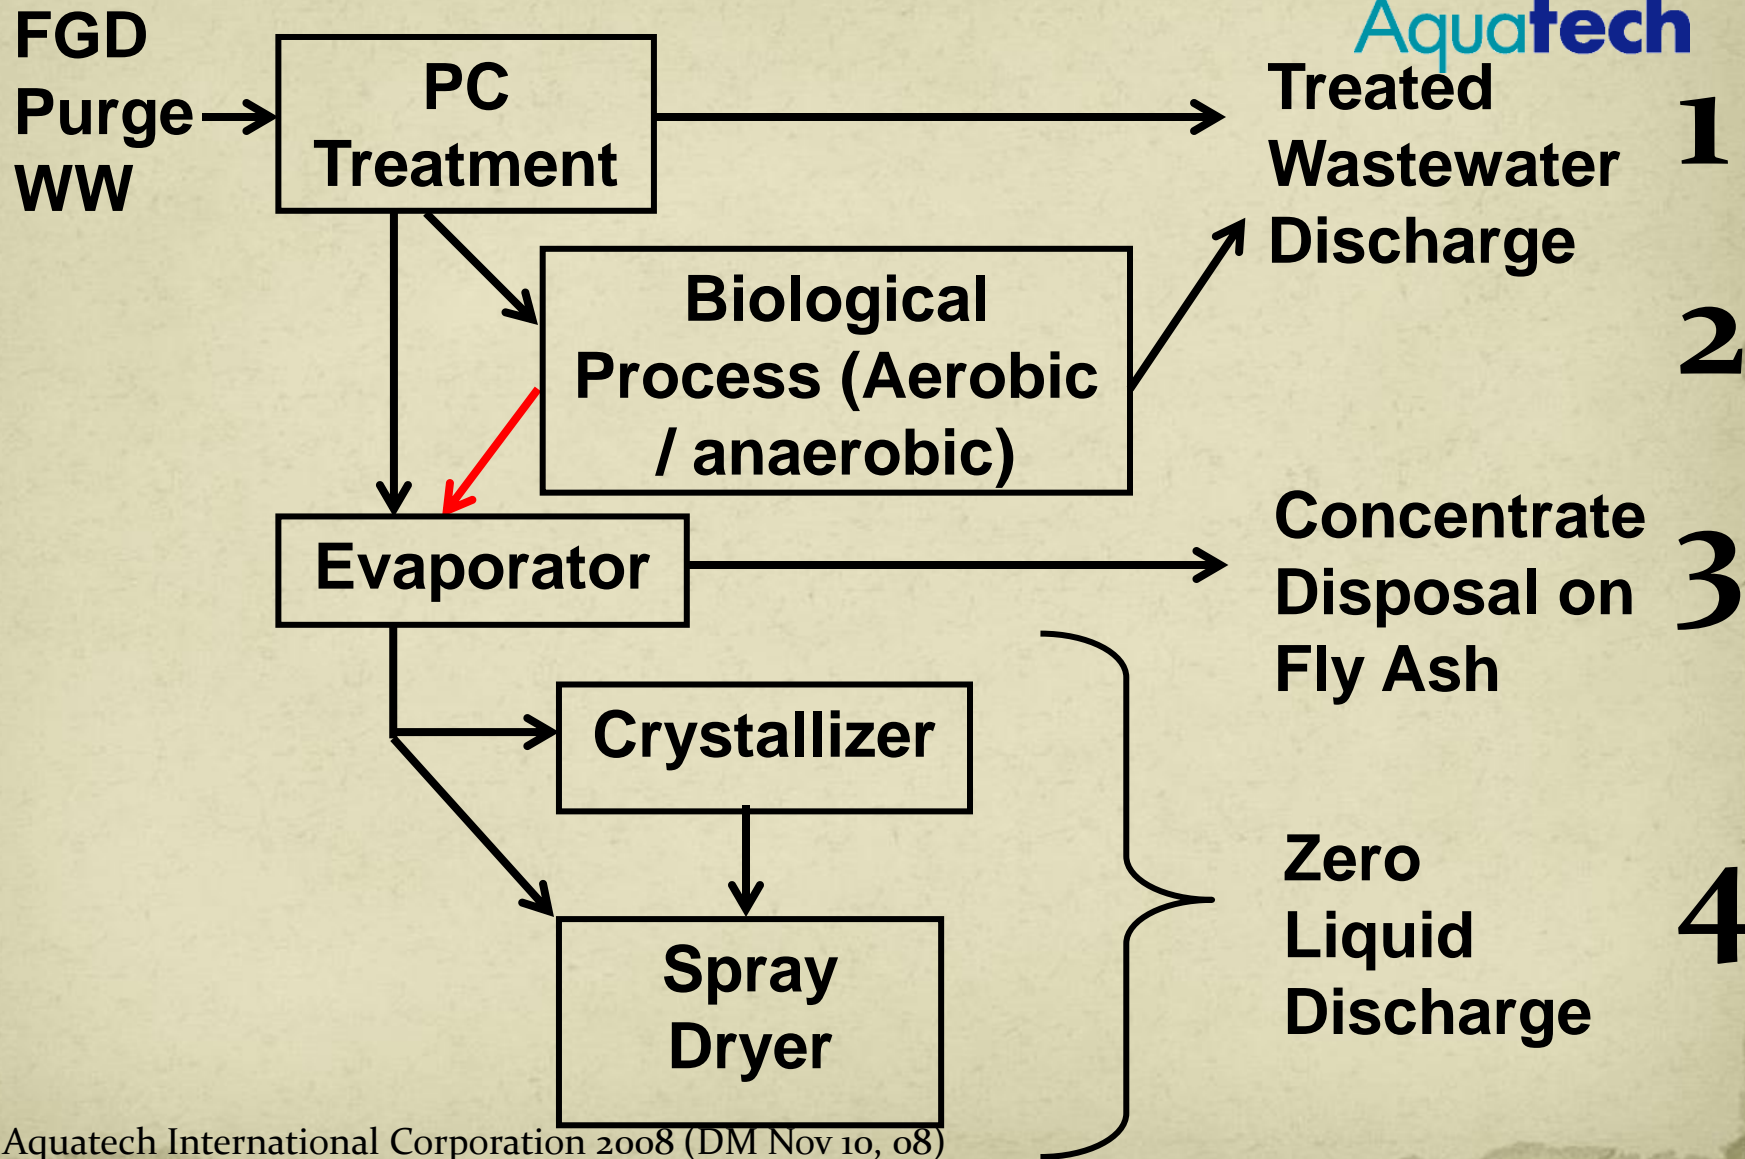 Aquatech
FGD
Purge
WW
PC
Treatment
Treated
Wastewater
Discharge
1
Biological
Process (Aerobic
/ anaerobic)
2
Evaporator
Concentrate
Disposal on
Fly Ash
3
Crystallizer
Spray
Dryer
Zero
Liquid
Discharge
4
Aquatech International Corporation 2008 (DM Nov 10, 08)